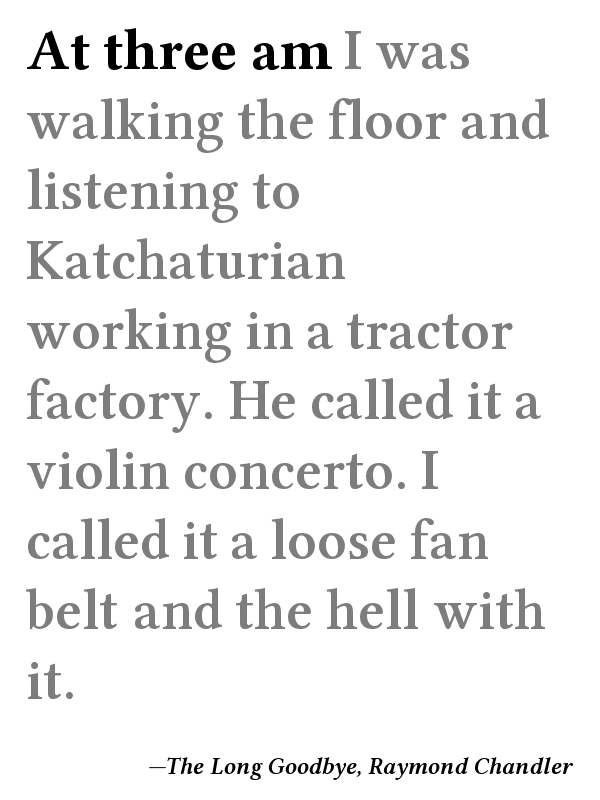 At three am I was
walking the floor and
listening to
Katchaturian
working in a tractor
factory. He called it a
violin concerto. I
called it a loose fan
belt and the hell with
it.
—The Long Goodbye, Raymond Chandler